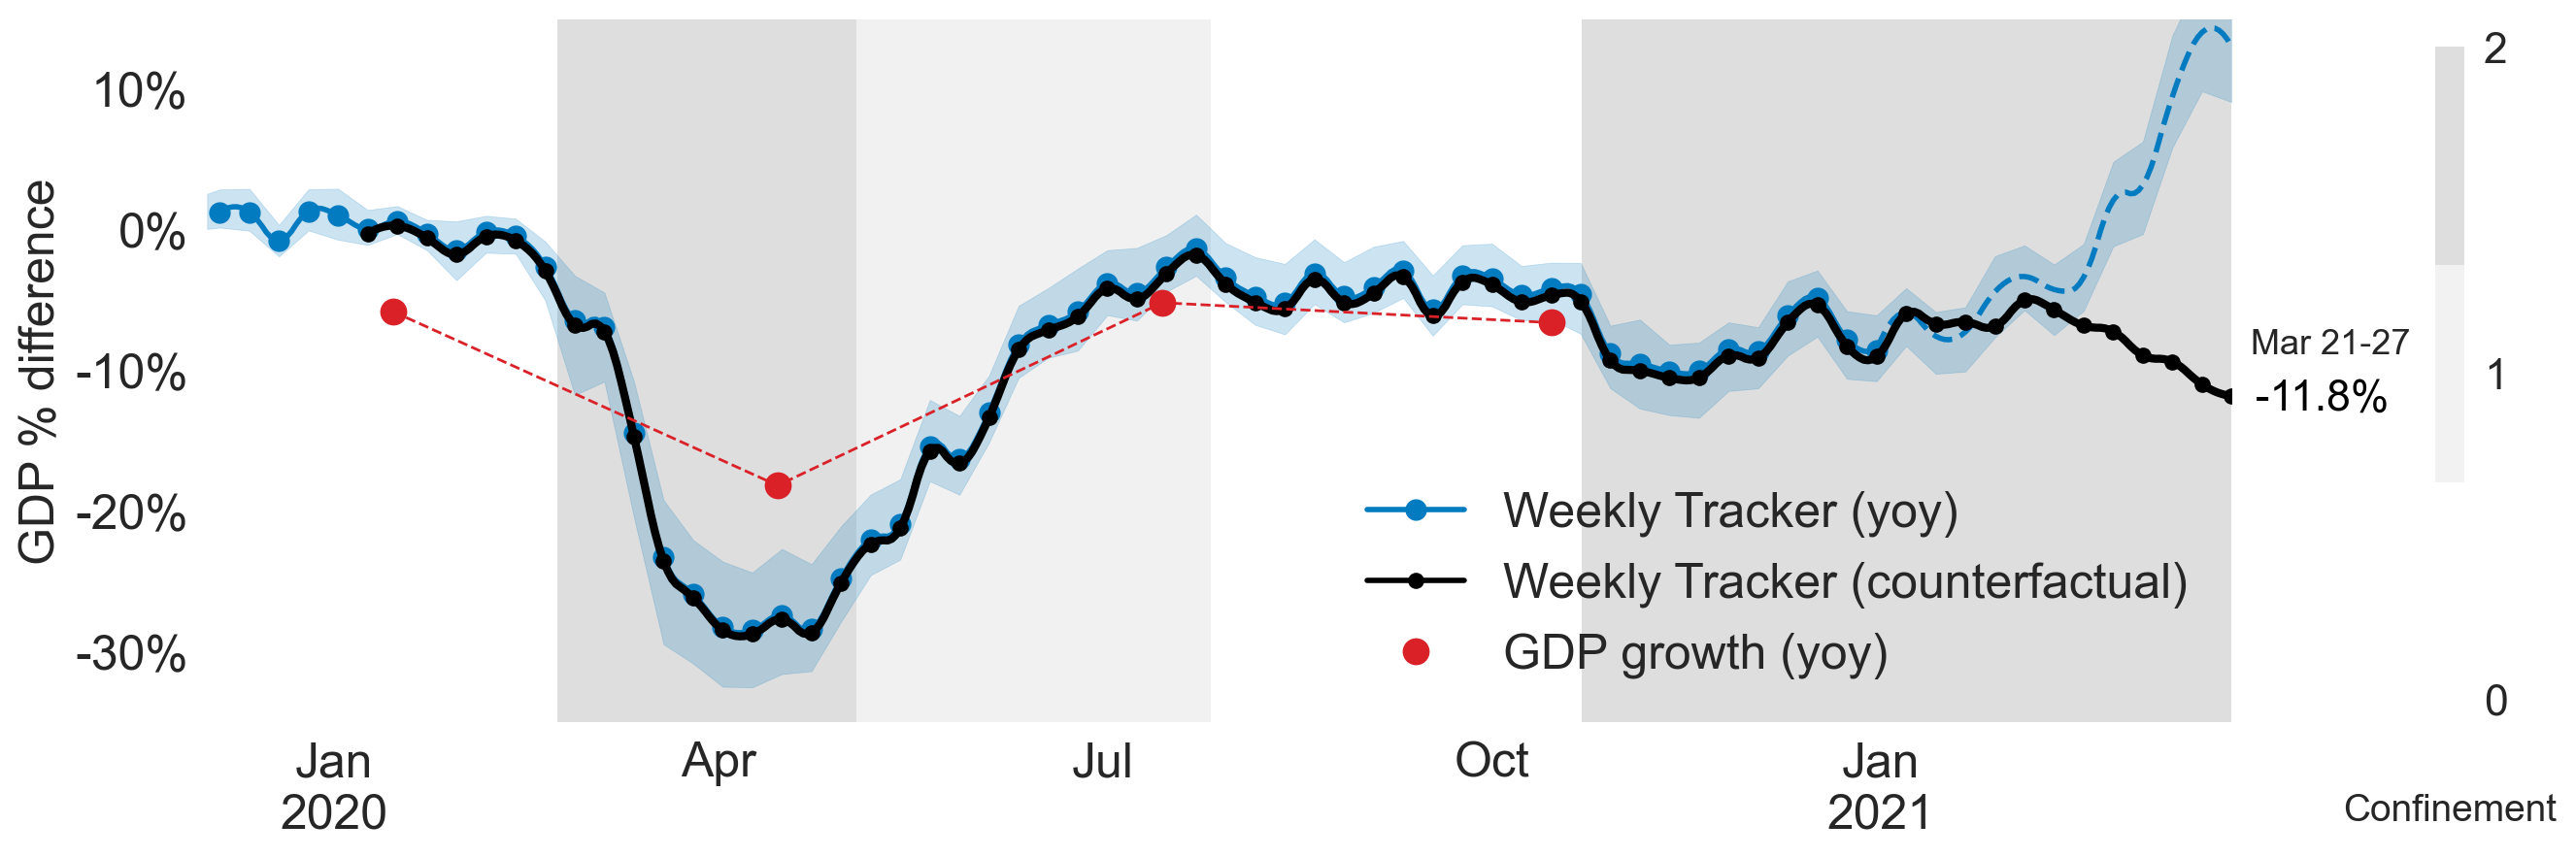 GDP % difference
10%
0%
-10%
-20%
-30%
Jan
2020
Apr
Jul
Oct
Jan
2021
Weekly Tracker (yoy)
Weekly Tracker (counterfactual)
GDP growth (yoy)
Mar 21-27
-11.8%
2
1
0
Confinement